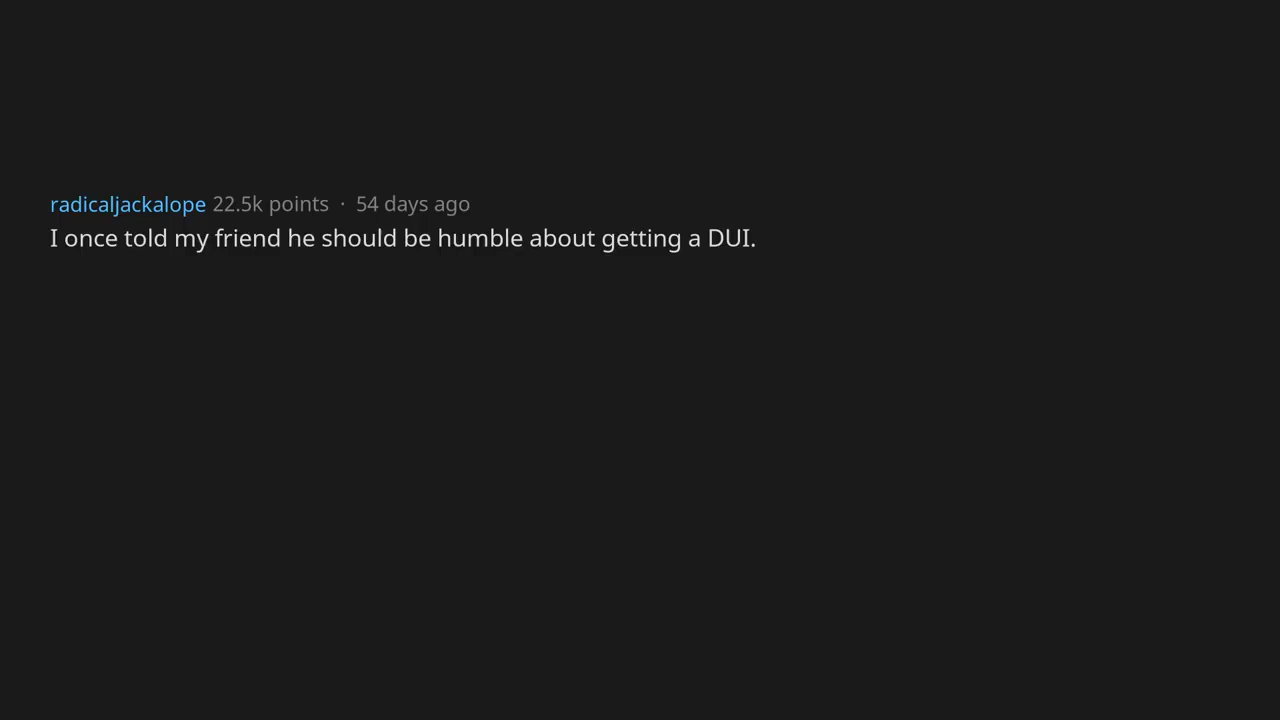 radicaljackalope 22.5k points · 54 days ago
I once told my friend he should be humble about getting a DUI.